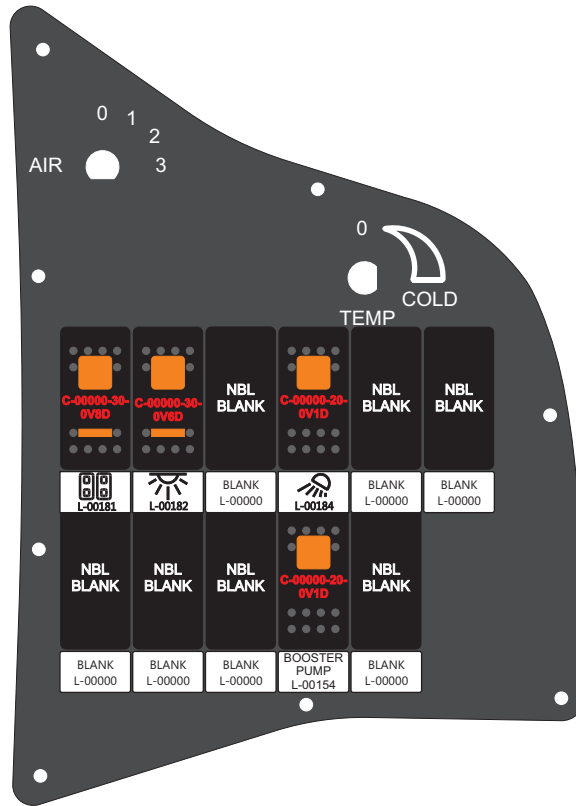 0
1
2
AIR
3
0
COLD
TEMP
C-00000-30-
0V8D
C-00000-30-
0V6D
NBL
BLANK
C-00000-20-
0V1D
NBL
BLANK
NBL
BLANK
L-00181
L-00182
BLANK
L-00000
L-00184
BLANK
L-00000
BLANK
L-00000
NBL
BLANK
NBL
BLANK
NBL
BLANK
C-00000-20-
0V1D
NBL
BLANK
BLANK
L-00000
BLANK
L-00000
BLANK
L-00000
BOOSTER
PUMP
L-00154
BLANK
L-00000